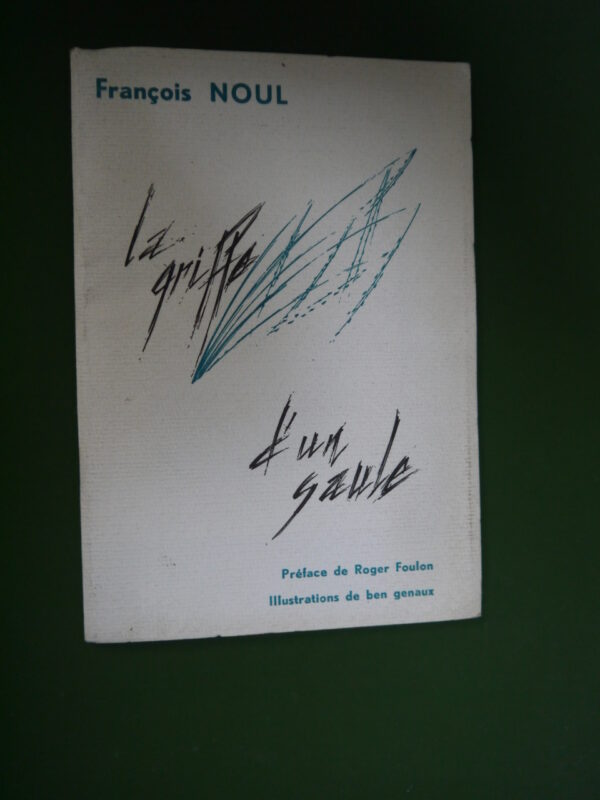 François NOUL
la
griffe
d'un
saule
Préface de Roger Foulon
Illustrations de ben genaux